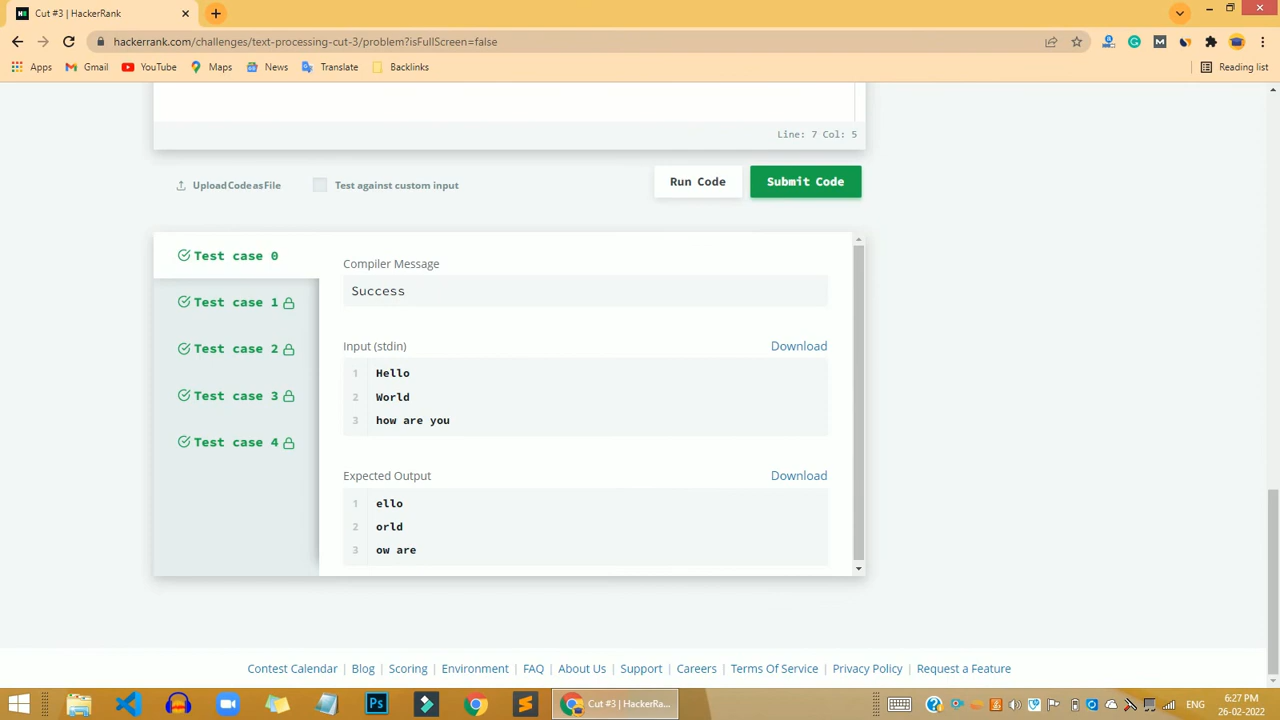 Cut #3 | HackerRank
hackerrank.com/challenges/text-processing-cut-3/problem?isFullScreen=false
Apps Gmail YouTube Maps News Translate Backlinks Reading list
Line: 7 Col: 5
Upload Code as File Test against custom input Run Code Submit Code
Test case 0
Test case 1
Test case 2
Test case 3
Test case 4
Compiler Message
Success
Input (stdin) Download
1 Hello
2 World
3 how are you
Expected Output Download
1 ello
2 orld
3 ow are
Contest Calendar | Blog | Scoring | Environment | FAQ | About Us | Support | Careers | Terms Of Service | Privacy Policy | Request a Feature
Ps Cut #3 | HackerRa... ENG 6:27 PM
26-02-2022